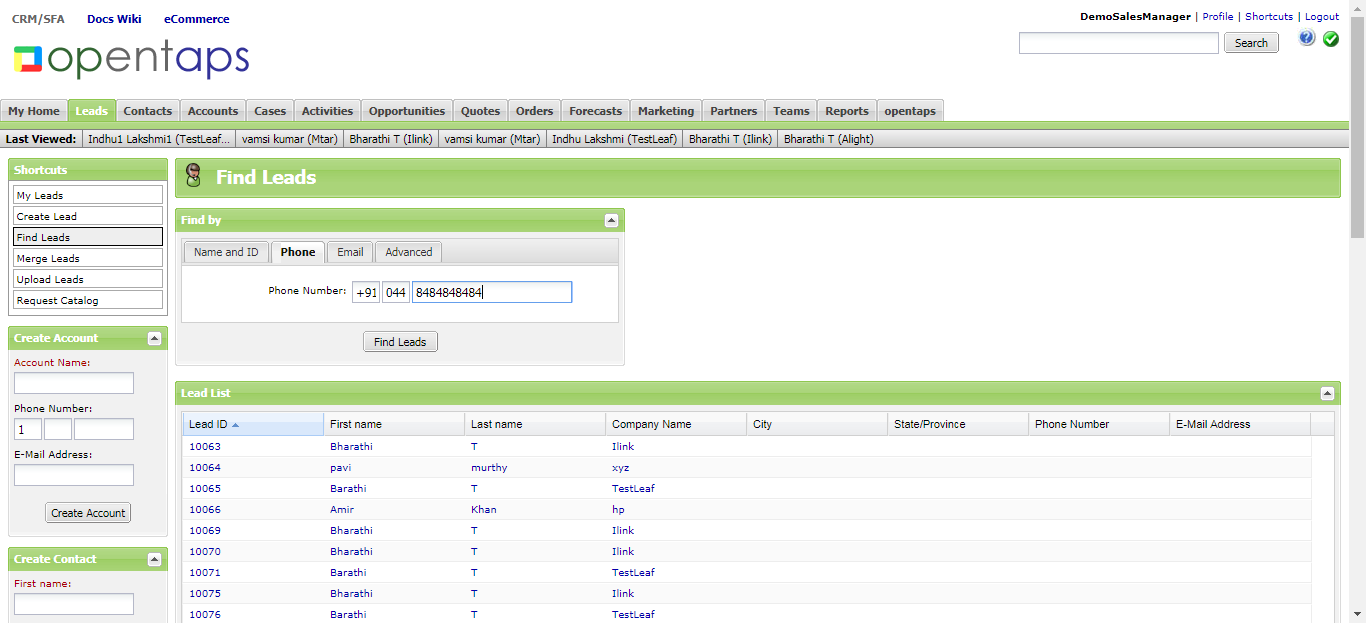 CRM/SFA Docs Wiki eCommerce
DemoSalesManager | Profile | Shortcuts | Logout
opentaps
Search
My Home Leads Contacts Accounts Cases Activities Opportunities Quotes Orders Forecasts Marketing Partners Teams Reports opentaps
Last Viewed: Indhu1 Lakshmi1 (TestLeaf... vamsi kumar (Mtar) Bharathi T (Ilink) vamsi kumar (Mtar) Indhu Lakshmi (TestLeaf) Bharathi T (Ilink) Bharathi T (Alight)
Shortcuts
My Leads
Create Lead
Find Leads
Merge Leads
Upload Leads
Request Catalog
Create Account
Account Name:
Phone Number:
1
E-Mail Address:
Create Account
Create Contact
First name:
Find Leads
Find by
Name and ID Phone Email Advanced
Phone Number: +91 044 8484848484
Find Leads
Lead List
Lead ID First name Last name Company Name City State/Province Phone Number E-Mail Address
10063 Bharathi T Ilink
10064 pavi murthy xyz
10065 Barathi T TestLeaf
10066 Amir Khan hp
10069 Bharathi T Ilink
10070 Bharathi T Ilink
10071 Barathi T TestLeaf
10075 Bharathi T Ilink
10076 Barathi T TestLeaf